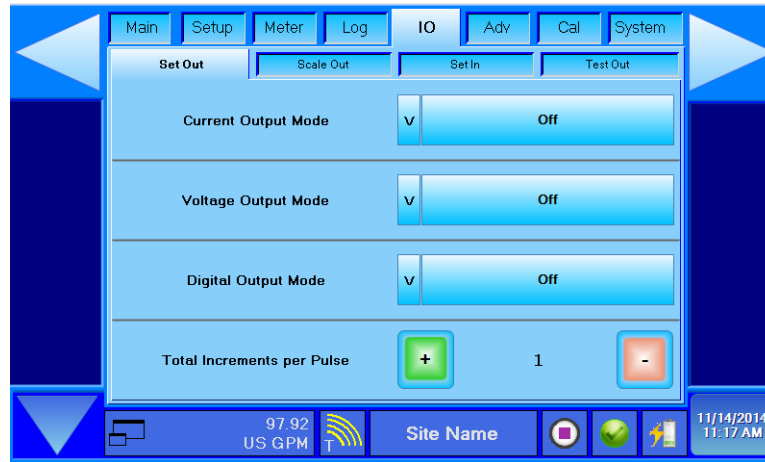 Main Setup Meter Log IO Adv Cal System
Set Out Scale Out Set In Test Out
Current Output Mode V Off
Voltage Output Mode V Off
Digital Output Mode V Off
Total Increments per Pulse + 1 -
97.92
US GPM T Site Name
11/14/2014
11:17 AM